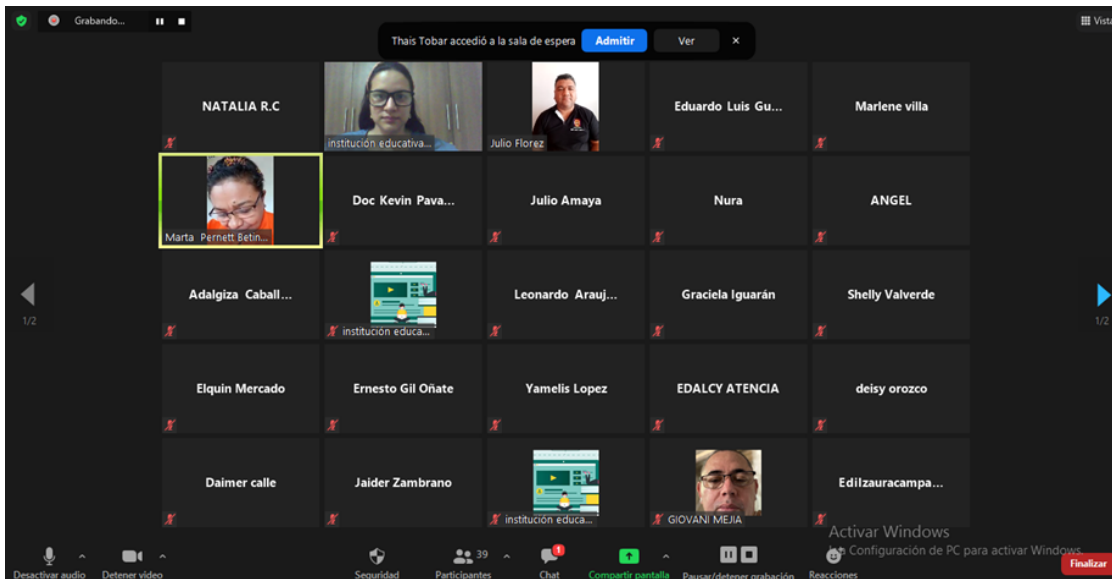 Grabando...
Vista
Thais Tobar accedió a la sala de espera
Admitir
Ver
NATALIA R.C
institución educativa...
Julio Florez
Eduardo Luis Gu...
Marlene villa
Marta Pernett Betin...
Doc Kevin Pava...
Julio Amaya
Nura
ANGEL
1/2
Adalgiza Caball...
institución educa...
Leonardo Arauj...
Graciela Iguarán
Shelly Valverde
1/2
Elquin Mercado
Ernesto Gil Oñate
Yamelis Lopez
EDALCY ATENCIA
deisy orozco
Daimer calle
Jaider Zambrano
institución educa...
GIOVANI MEJIA
Edilzauracampa...
Activar Windows
Configuración de PC para activar Windows.
Desactivar audio
Detener video
Seguridad
39
Participantes
1
Chat
Compartir pantalla
Pausar/detener grabación
Reacciones
Finalizar